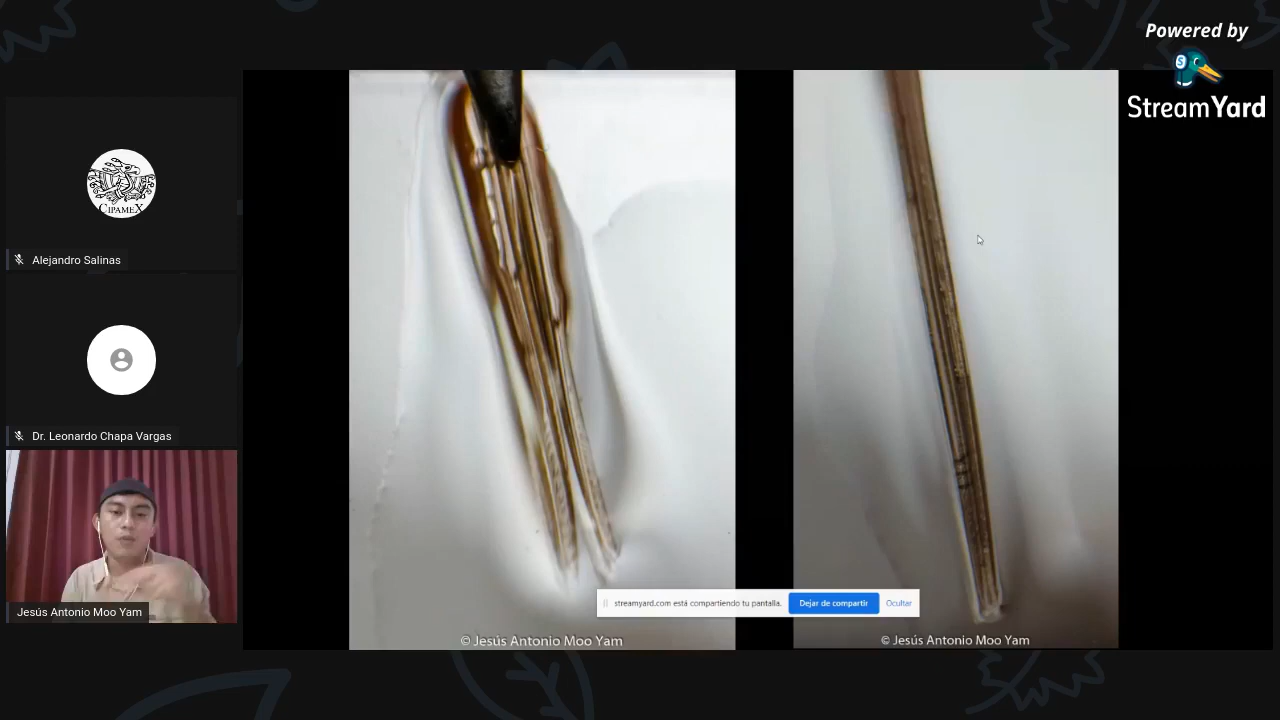 Powered by
StreamYard
CIPAMEX
Alejandro Salinas
Dr. Leonardo Chapa Vargas
Jesús Antonio Moo Yam
streamyard.com está compartiendo tu pantalla.
Dejar de compartir
Ocultar
© Jesús Antonio Moo Yam
© Jesús Antonio Moo Yam